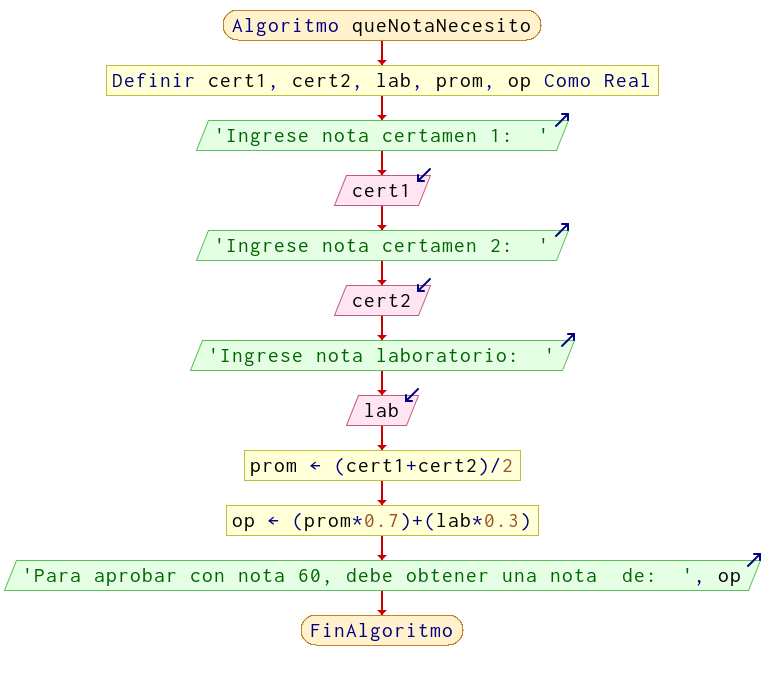 Algoritmo queNotaNecesito
Definir cert1, cert2, lab, prom, op Como Real
'Ingrese nota certamen 1:  '
cert1
'Ingrese nota certamen 2:  '
cert2
'Ingrese nota laboratorio:  '
lab
prom ← (cert1+cert2)/2
op ← (prom*0.7)+(lab*0.3)
'Para aprobar con nota 60, debe obtener una nota  de:  ', op
FinAlgoritmo